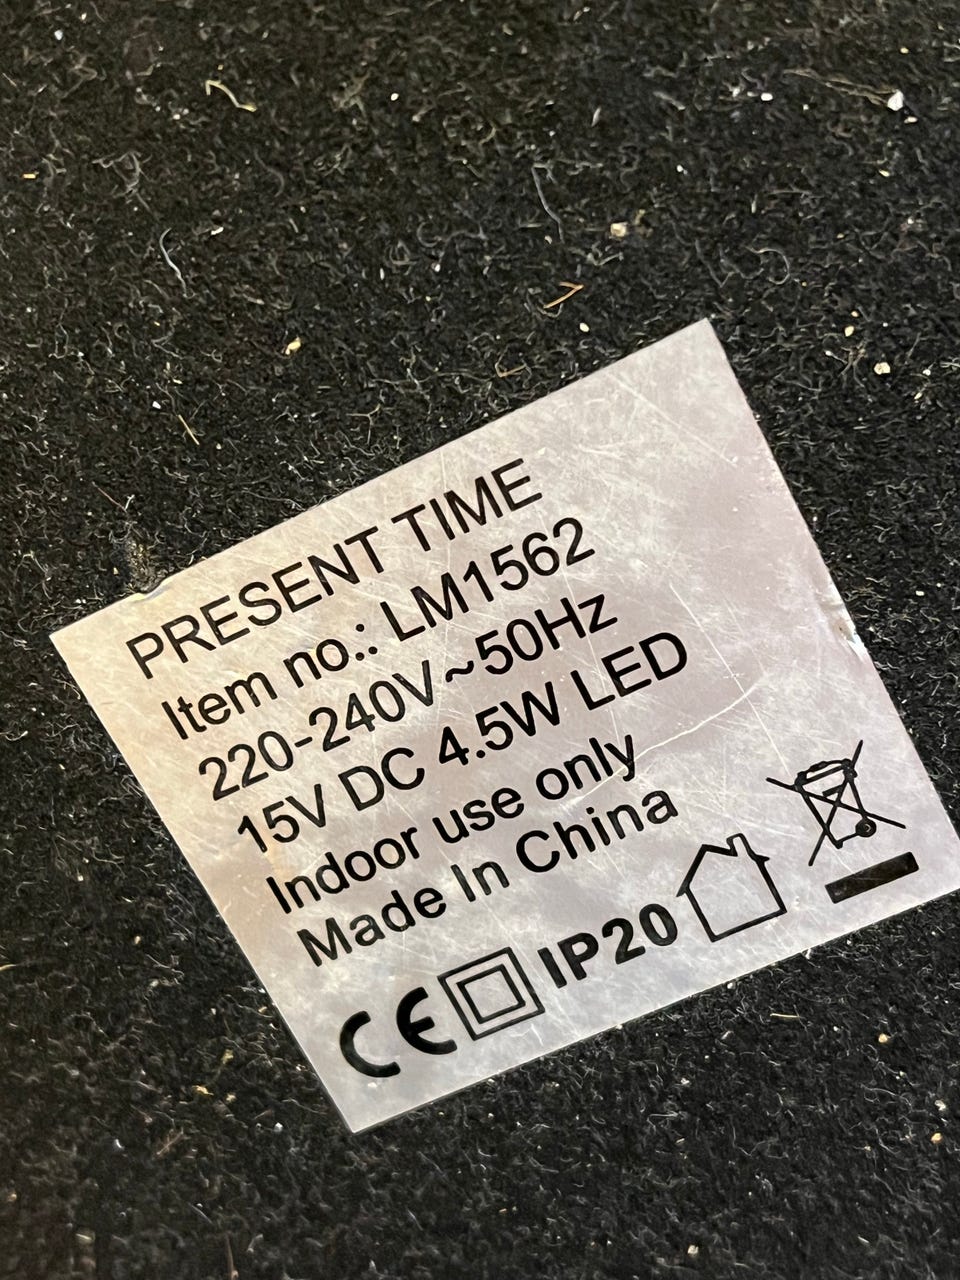 PRESENT TIME
Item no.: LM1562
220-240V~50Hz
15V DC 4.5W LED
Indoor use only
Made In China
CE IP20